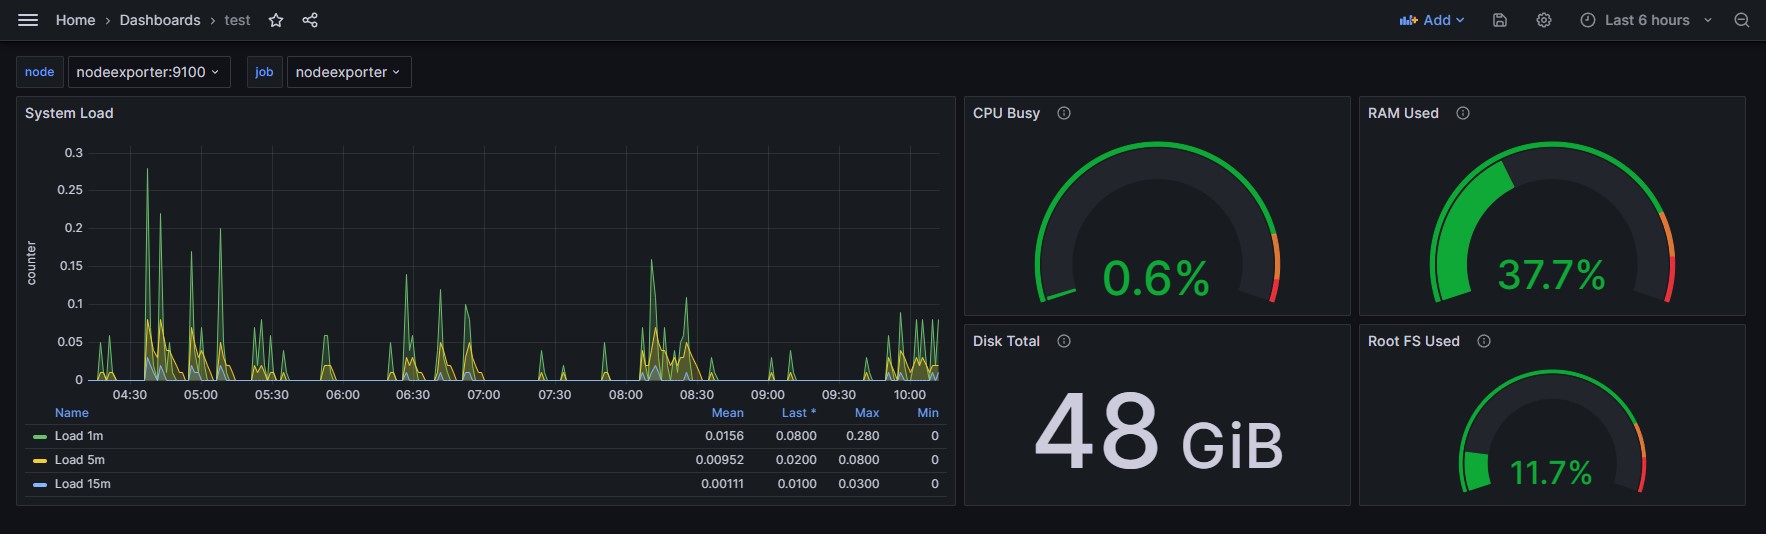 Home › Dashboards › test
Add
Last 6 hours
node nodeexporter:9100 job nodeexporter
System Load
counter
0.3
0.25
0.2
0.15
0.1
0.05
0
04:30 05:00 05:30 06:00 06:30 07:00 07:30 08:00 08:30 09:00 09:30 10:00
Name Mean Last * Max Min
Load 1m 0.0156 0.0800 0.280 0
Load 5m 0.00952 0.0200 0.0800 0
Load 15m 0.00111 0.0100 0.0300 0
CPU Busy
0.6%
RAM Used
37.7%
Disk Total
48 GiB
Root FS Used
11.7%